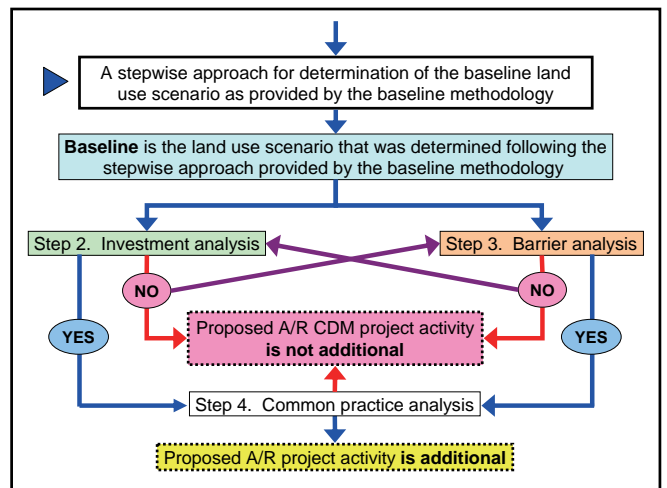 A stepwise approach for determination of the baseline land
use scenario as provided by the baseline methodology
Baseline is the land use scenario that was determined following the
stepwise approach provided by the baseline methodology
Step 2. Investment analysis
Step 3. Barrier analysis
NO
NO
Proposed A/R CDM project activity
is not additional
YES
YES
Step 4. Common practice analysis
Proposed A/R project activity is additional